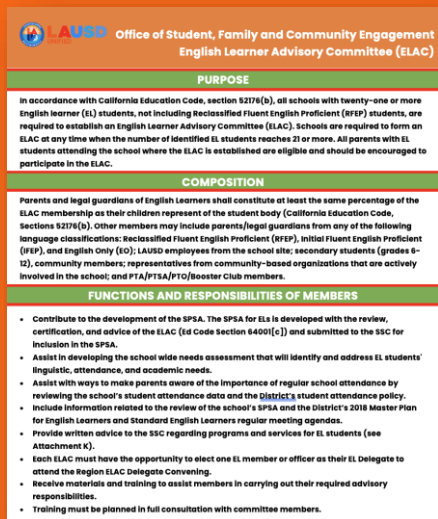 LAUSD
UNIFIED
Office of Student, Family and Community Engagement
English Learner Advisory Committee (ELAC)
PURPOSE
In accordance with California Education Code, section 52176(b), all schools with twenty-one or more
English learner (EL) students, not including Reclassified Fluent English Proficient (RFEP) students, are
required to establish an English Learner Advisory Committee (ELAC). Schools are required to form an
ELAC at any time when the number of identified EL students reaches 21 or more. All parents with EL
students attending the school where the ELAC is established are eligible and should be encouraged to
participate in the ELAC.
COMPOSITION
Parents and legal guardians of English Learners shall constitute at least the same percentage of the
ELAC membership as their children represent of the student body (California Education Code,
Sections 52176(b). Other members may include parents/legal guardians from any of the following
language classifications: Reclassified Fluent English Proficient (RFEP), Initial Fluent English Proficient
(IFEP), and English Only (EO); LAUSD employees from the school site; secondary students (grades 6-
12), community members; representatives from community-based organizations that are actively
involved in the school; and PTA/PTSA/PTO/Booster Club members.
FUNCTIONS AND RESPONSIBILITIES OF MEMBERS
• Contribute to the development of the SPSA. The SPSA for ELs is developed with the review,
certification, and advice of the ELAC (Ed Code Section 64001[c]) and submitted to the SSC for
inclusion in the SPSA.
• Assist in developing the school wide needs assessment that will identify and address EL students'
linguistic, attendance, and academic needs.
• Assist with ways to make parents aware of the importance of regular school attendance by
reviewing the school's student attendance data and the District's student attendance policy.
• Include information related to the review of the school's SPSA and the District's 2018 Master Plan
for English Learners and Standard English Learners regular meeting agendas.
• Provide written advice to the SSC regarding programs and services for EL students (see
Attachment K).
• Each ELAC must have the opportunity to elect one EL member or officer as their EL Delegate to
attend the Region ELAC Delegate Convening.
• Receive materials and training to assist members in carrying out their required advisory
responsibilities.
• Training must be planned in full consultation with committee members.